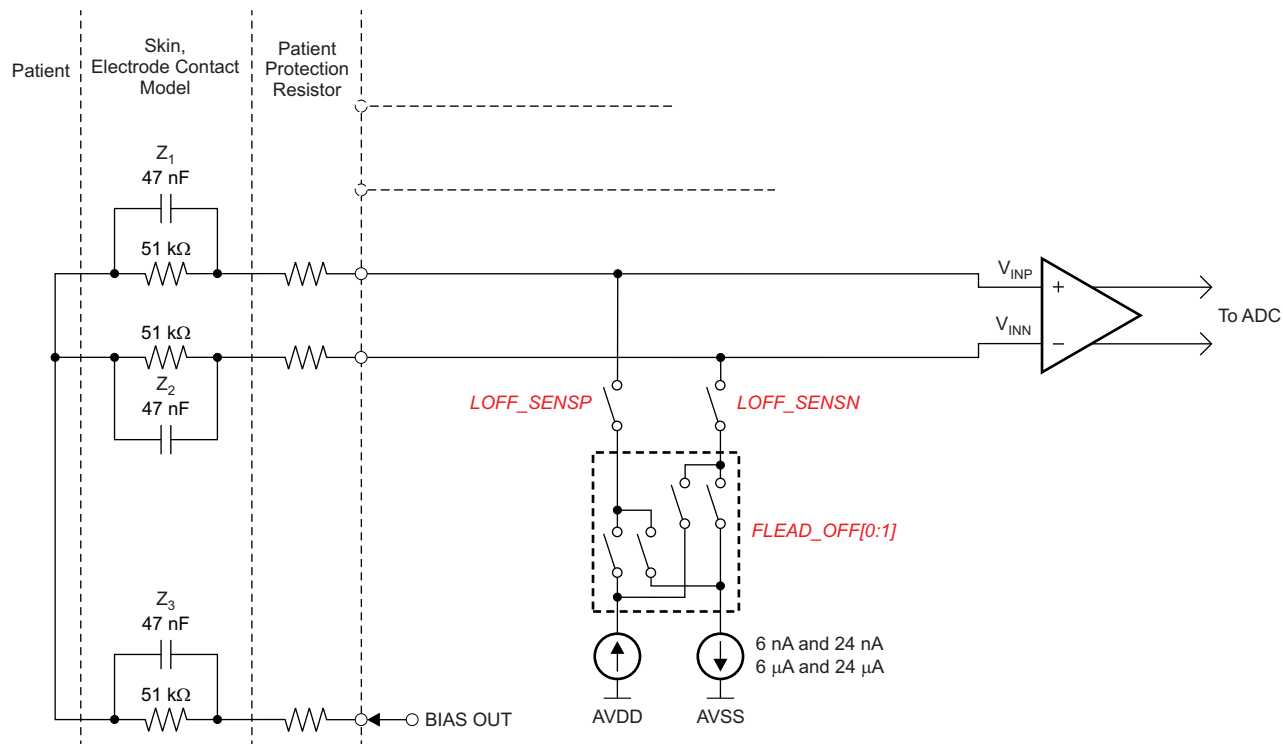 Patient
Skin,
Electrode Contact
Model
Patient
Protection
Resistor
Z1
47 nF
51 kΩ
51 kΩ
Z2
47 nF
VINP
+
VINN
−
To ADC
LOFF_SENSP
LOFF_SENSN
FLEAD_OFF[0:1]
Z3
47 nF
51 kΩ
BIAS OUT
6 nA and 24 nA
6 μA and 24 μA
AVDD
AVSS